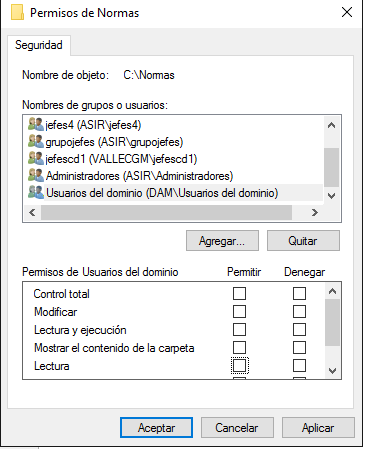 Permisos de Normas
Seguridad
Nombre de objeto: C:\Normas
Nombres de grupos o usuarios:
jefes4 (ASIR\jefes4)
grupojefes (ASIR\grupojefes)
jefescd1 (VALLECGM\jefescd1)
Administradores (ASIR\Administradores)
Usuarios del dominio (DAM\Usuarios del dominio)
Agregar... Quitar
Permisos de Usuarios del dominio Permitir Denegar
Control total
Modificar
Lectura y ejecución
Mostrar el contenido de la carpeta
Lectura
Aceptar Cancelar Aplicar